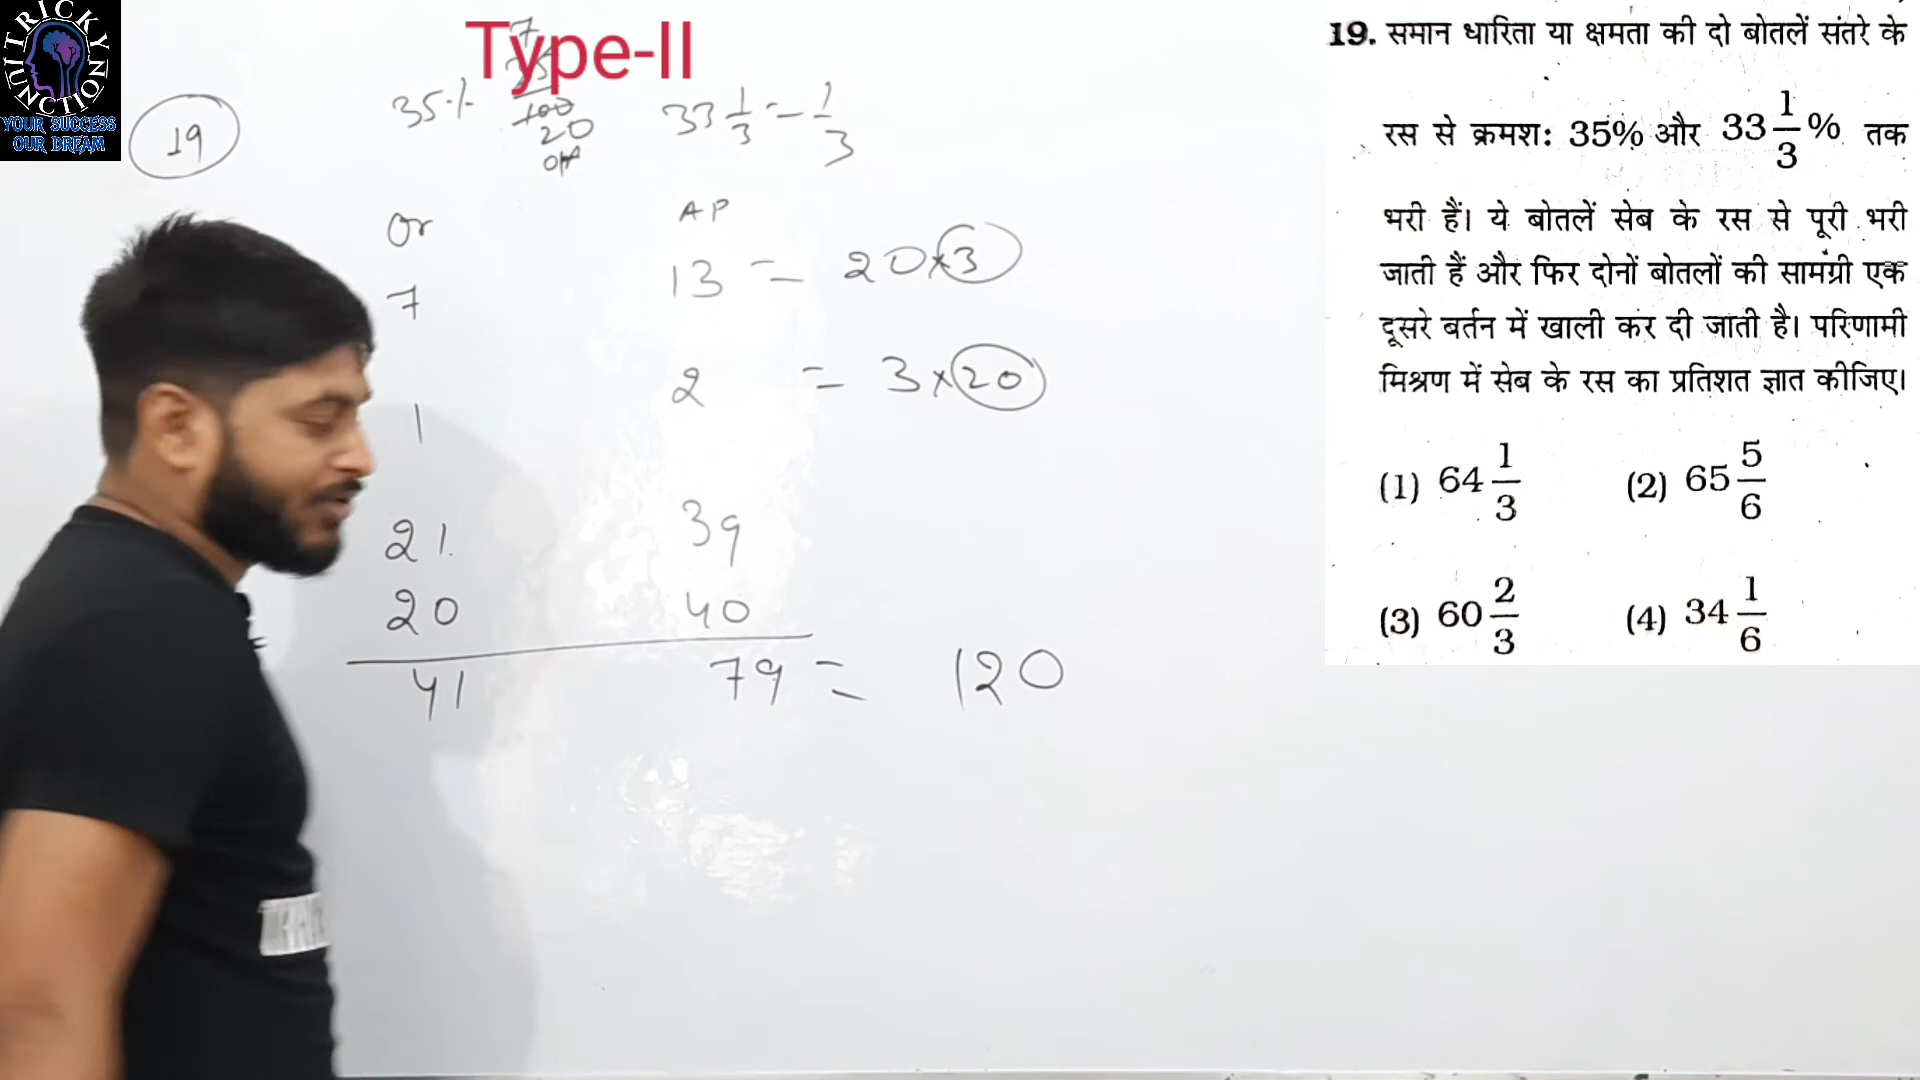 TRICKY
UNITJUNCTION
YOUR SUCCESS
OUR DREAM
Type-II
19
35%
7
35
100
20
33 1/3 = 1/3
Or AP
7 13 = 20×3
1 2 = 3×20
21 39
20 40
41 79 = 120
19. समान धारिता या क्षमता की दो बोतलें संतरे के
रस से क्रमश: 35% और 33 1/3 % तक
भरी हैं। ये बोतलें सेब के रस से पूरी भरी
जाती हैं और फिर दोनों बोतलों की सामग्री एक
दूसरे बर्तन में खाली कर दी जाती है। परिणामी
मिश्रण में सेब के रस का प्रतिशत ज्ञात कीजिए।
(1) 64 1/3 (2) 65 5/6
(3) 60 2/3 (4) 34 1/6